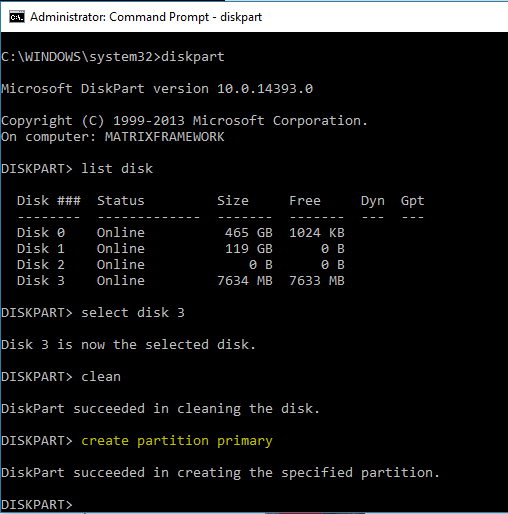 Administrator: Command Prompt - diskpart
C:\WINDOWS\system32>diskpart
Microsoft DiskPart version 10.0.14393.0
Copyright (C) 1999-2013 Microsoft Corporation.
On computer: MATRIXFRAMEWORK
DISKPART> list disk
  Disk ###  Status         Size     Free     Dyn  Gpt
  --------  -------------  -------  -------  ---  ---
  Disk 0    Online          465 GB  1024 KB
  Disk 1    Online          119 GB      0 B
  Disk 2    Online            0 B      0 B
  Disk 3    Online         7634 MB  7633 MB
DISKPART> select disk 3
Disk 3 is now the selected disk.
DISKPART> clean
DiskPart succeeded in cleaning the disk.
DISKPART> create partition primary
DiskPart succeeded in creating the specified partition.
DISKPART>